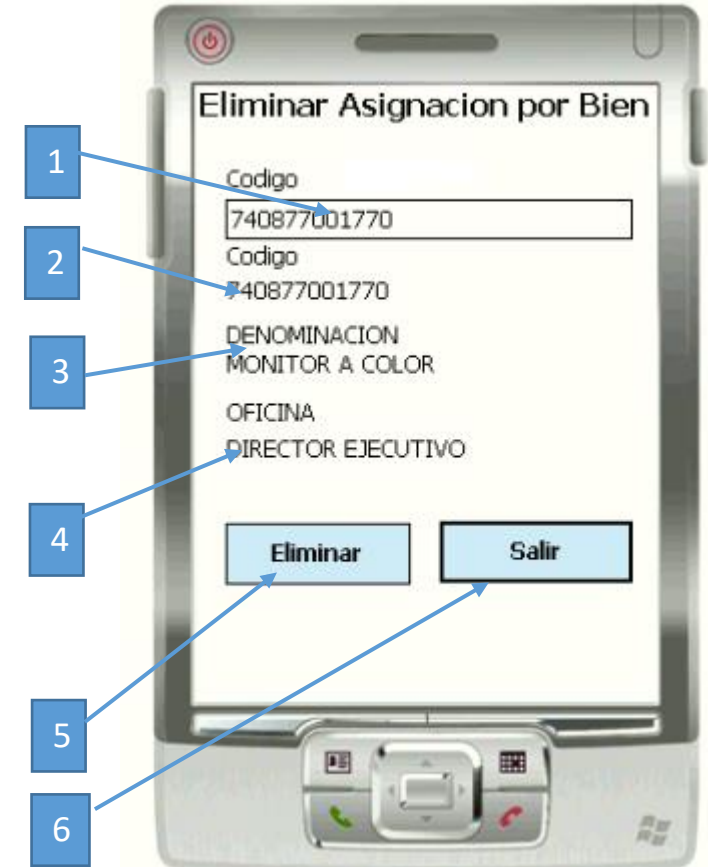 Eliminar Asignacion por Bien
1
Codigo
740877001770
2
Codigo
740877001770
3
DENOMINACION
MONITOR A COLOR
OFICINA
DIRECTOR EJECUTIVO
4
Eliminar
Salir
5
6